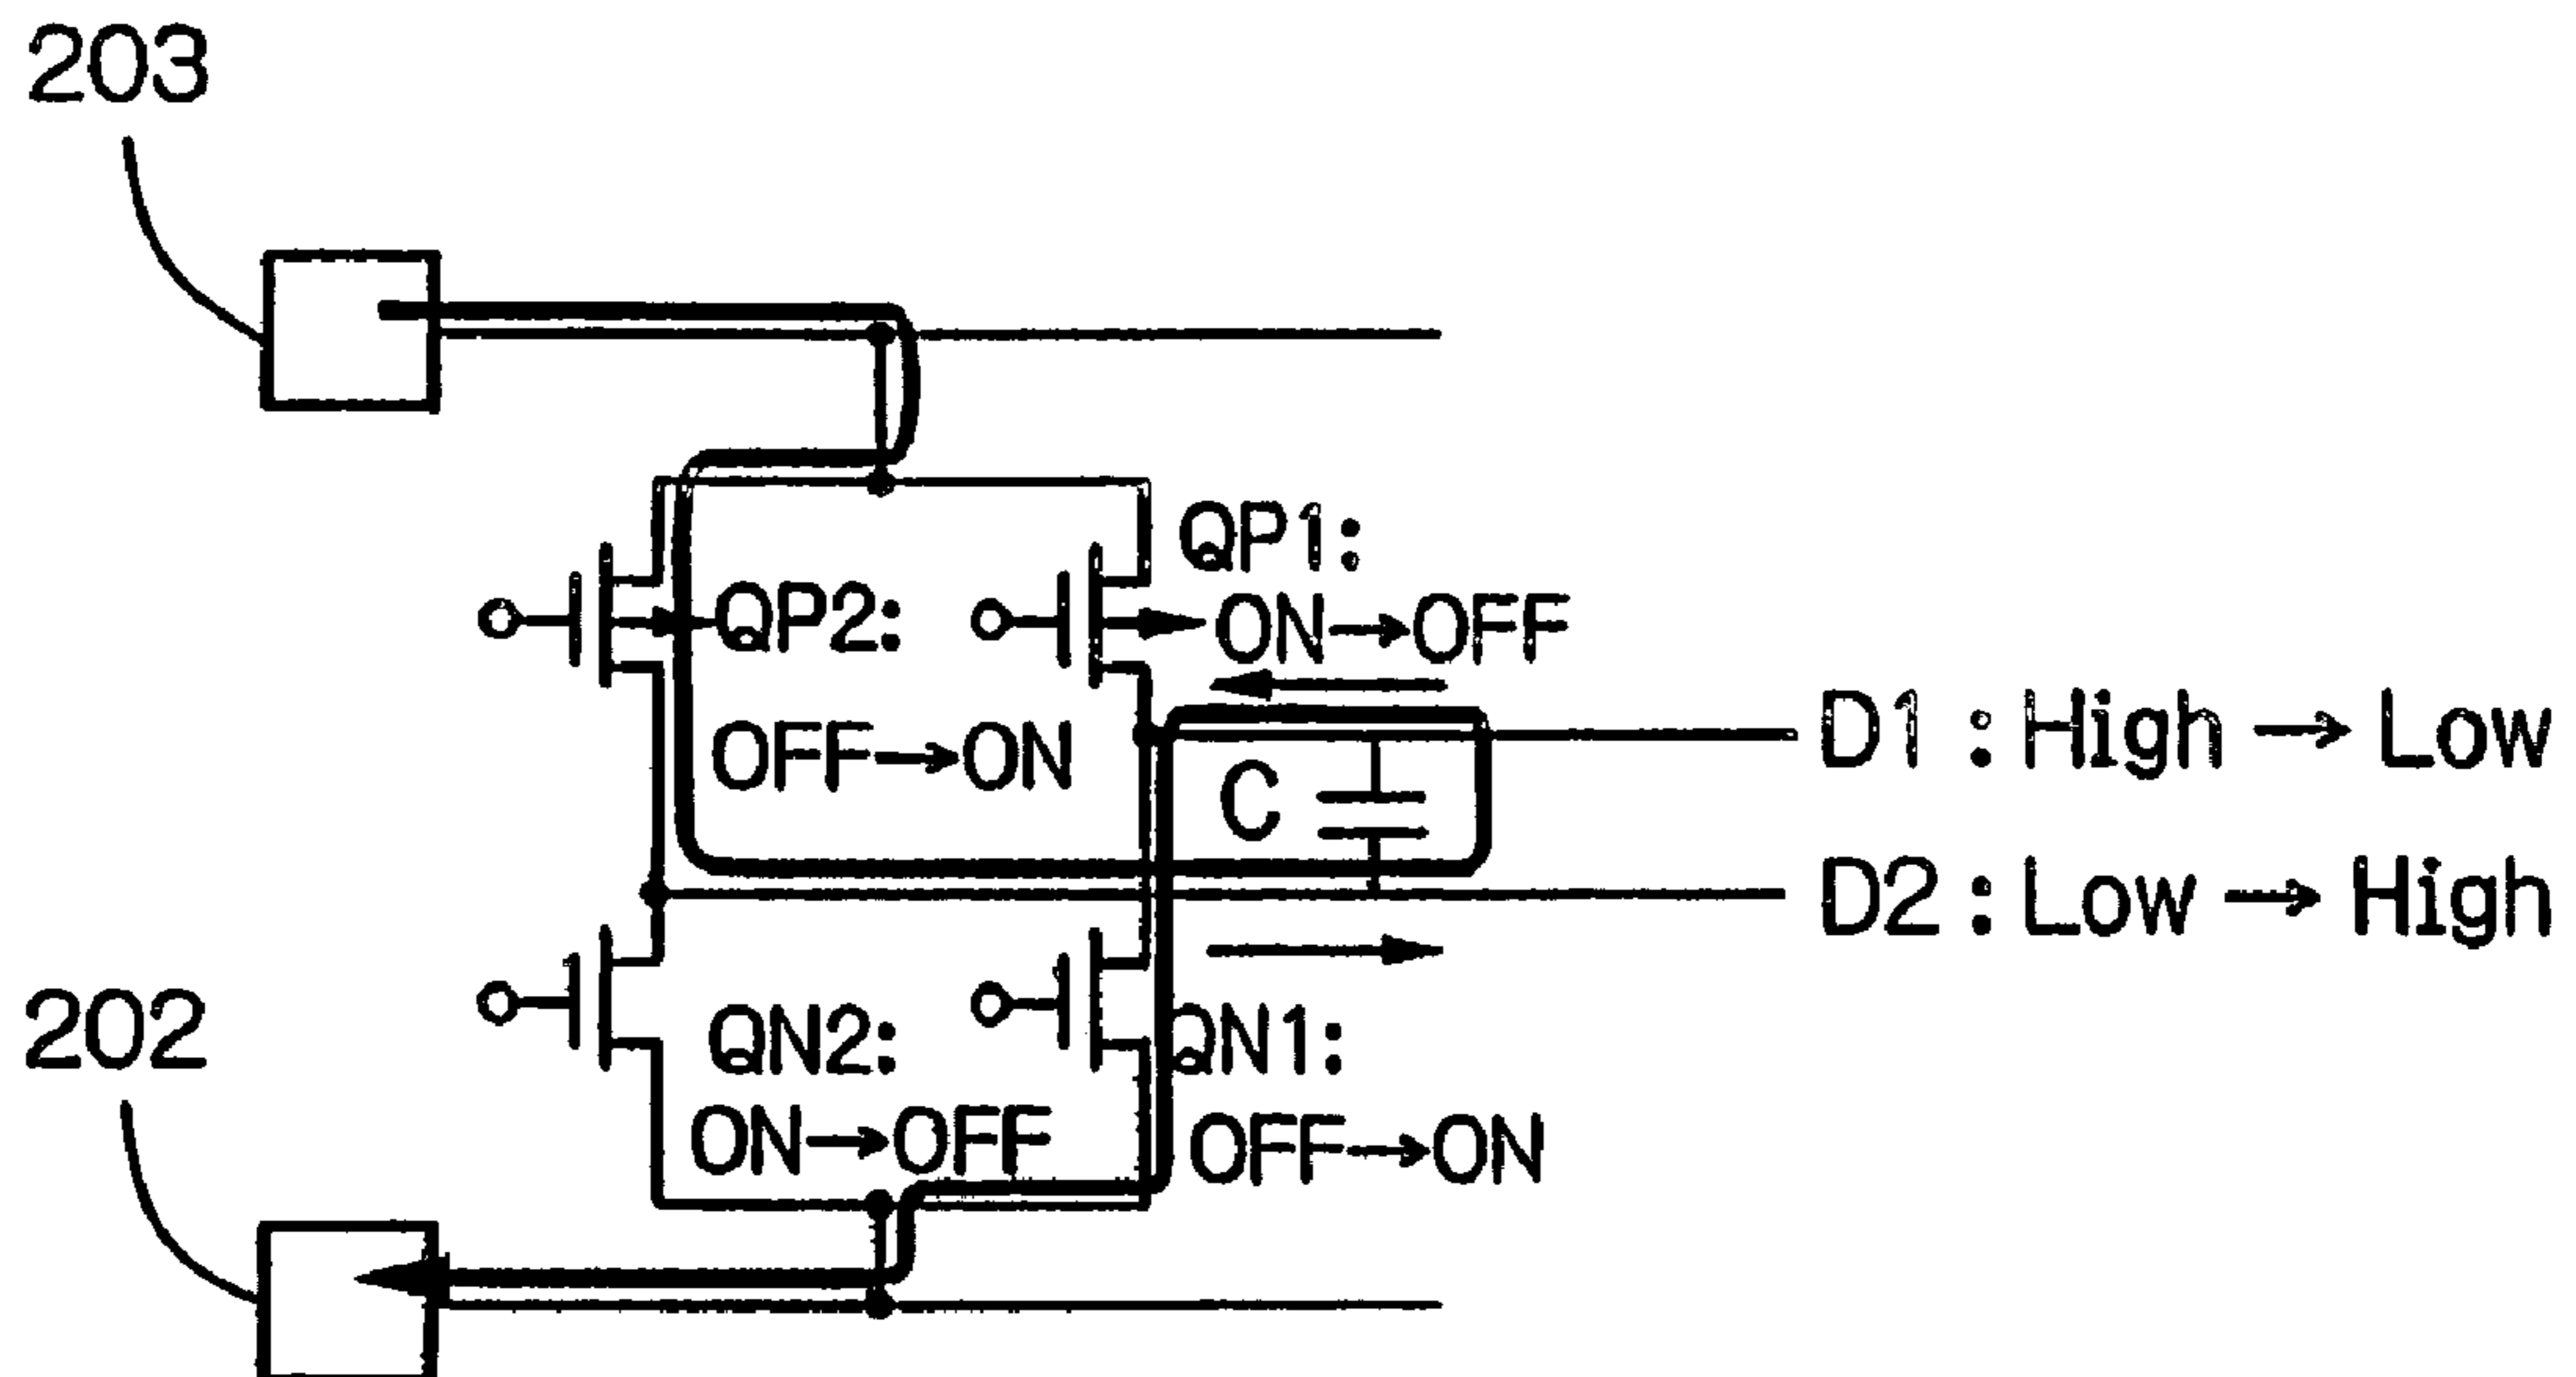 203
QP1:
ON→OFF
QP2:
OFF→ON
D1:High→Low
C
D2:Low→High
202
QN2:
ON→OFF
QN1:
OFF→ON